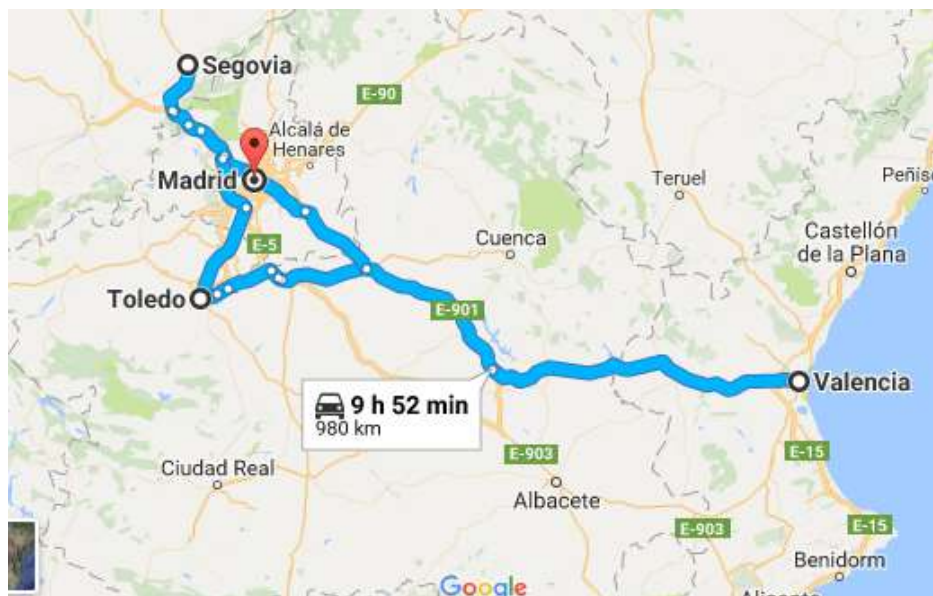 Segovia
E-90
Alcalá de
Henares
Madrid
Teruel
Peñísc
Castellón
de la Plana
Cuenca
E-5
Toledo
E-901
Valencia
9 h 52 min
980 km
E-903
E-15
Ciudad Real
Albacete
E-903
E-15
Benidorm
Google